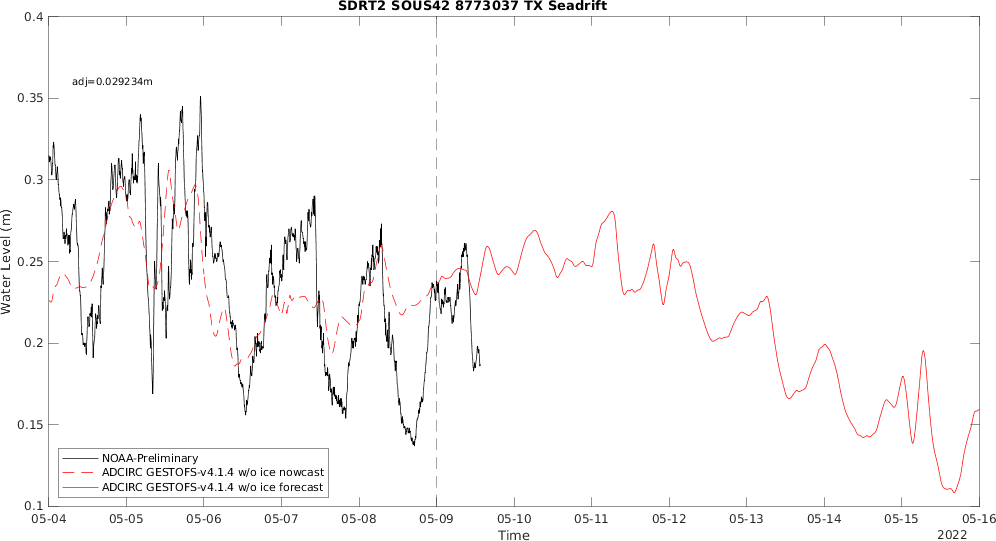 SDRT2 SOUS42 8773037 TX Seadrift
adj=0.029234m
Water Level (m)
0.4
0.35
0.3
0.25
0.2
0.15
0.1
NOAA-Preliminary
ADCIRC GESTOFS-v4.1.4 w/o ice nowcast
ADCIRC GESTOFS-v4.1.4 w/o ice forecast
05-04 05-05 05-06 05-07 05-08 05-09 05-10 05-11 05-12 05-13 05-14 05-15 05-16
Time
2022